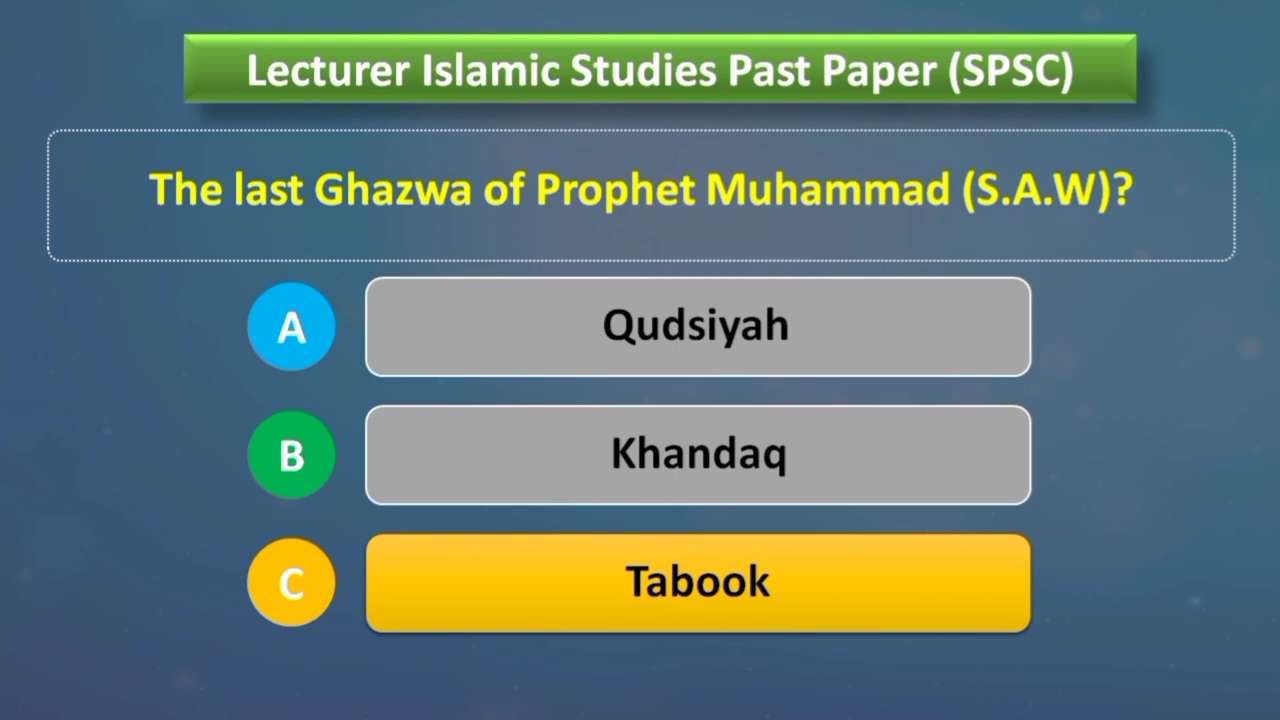 Lecturer Islamic Studies Past Paper (SPSC)
The last Ghazwa of Prophet Muhammad (S.A.W)?
A Qudsiyah
B Khandaq
C Tabook